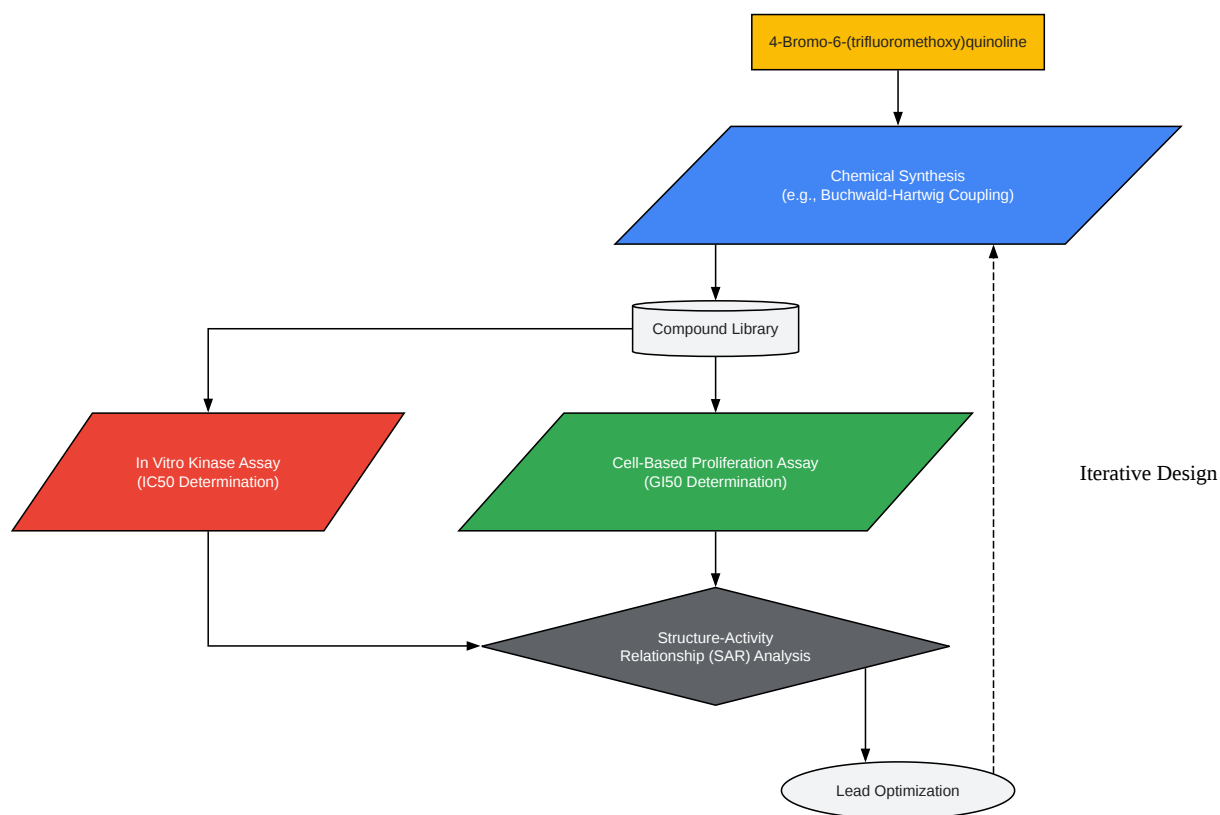 4-Bromo-6-(trifluoromethoxy)quinoline
Chemical Synthesis
(e.g., Buchwald-Hartwig Coupling)
Compound Library
In Vitro Kinase Assay
(IC50 Determination)
Cell-Based Proliferation Assay
(GI50 Determination)
Iterative Design
Structure-Activity
Relationship (SAR) Analysis
Lead Optimization